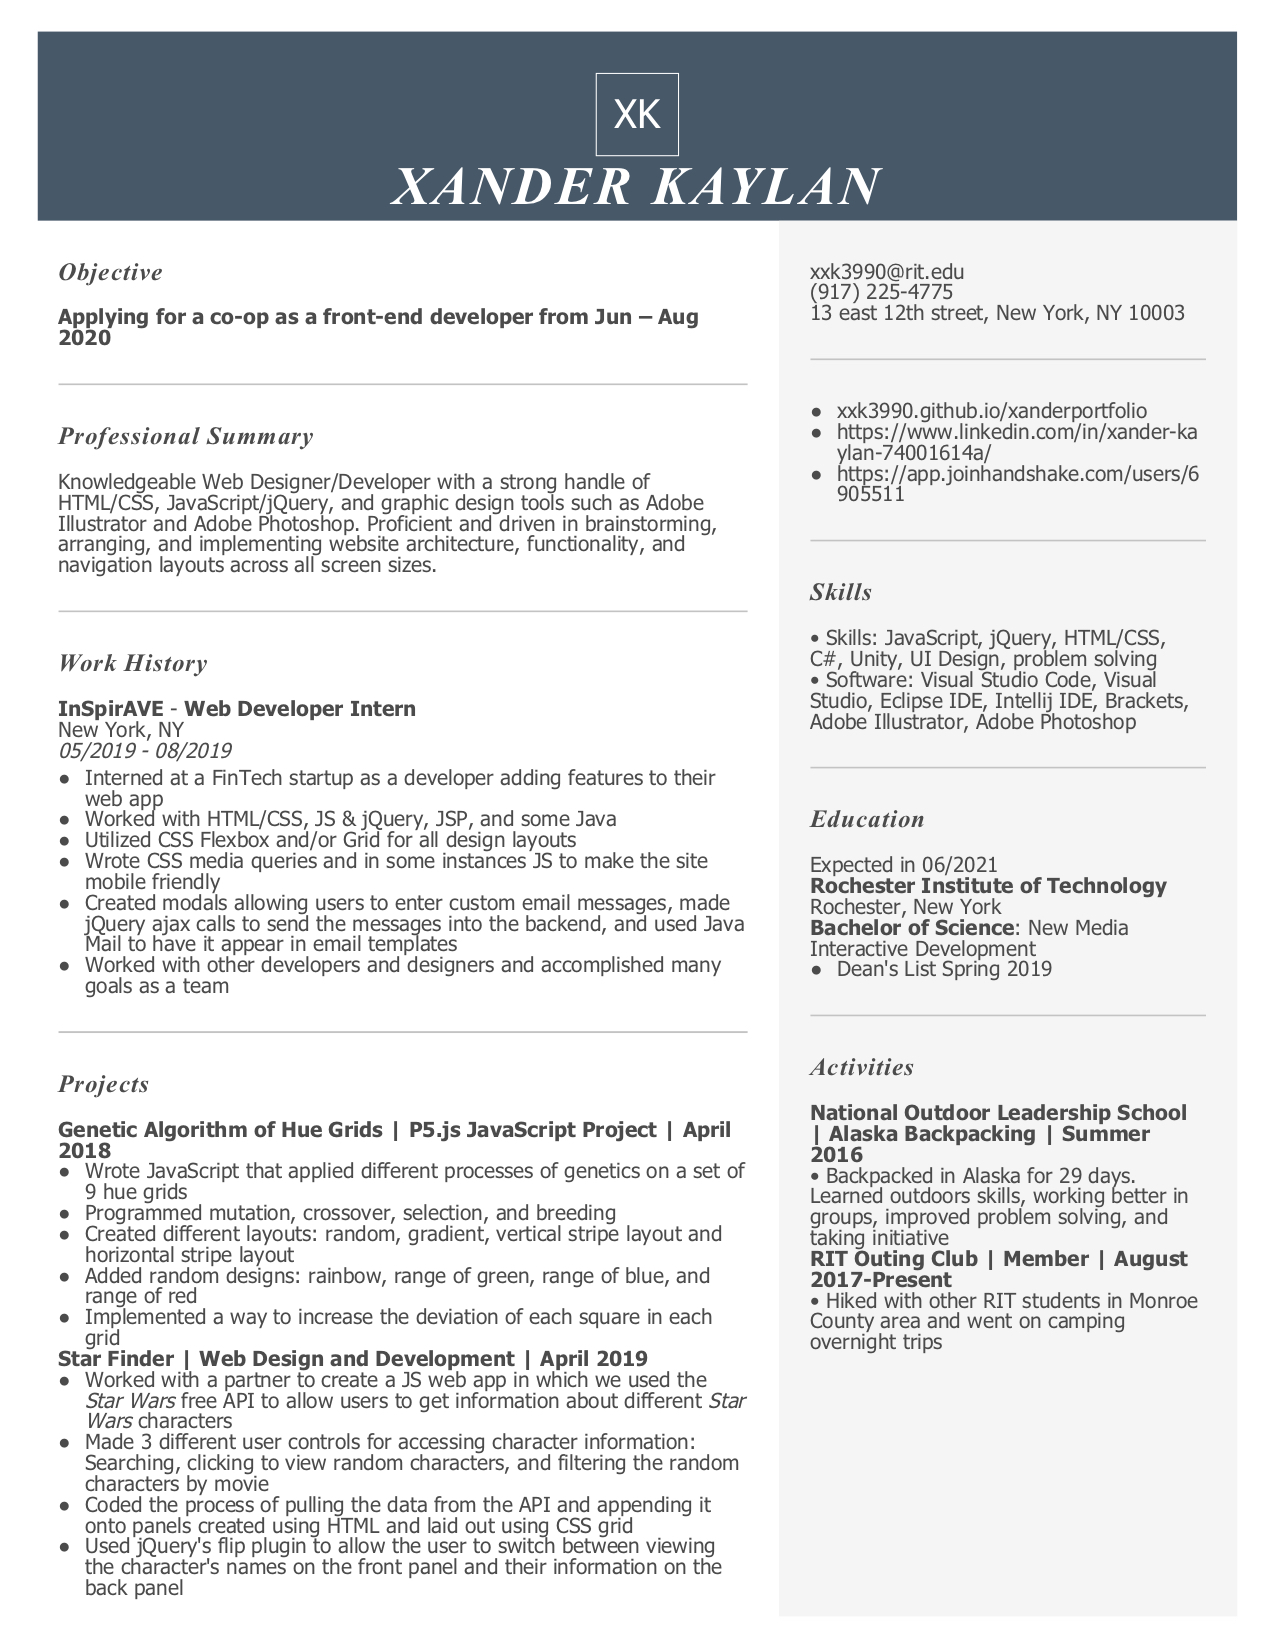 XK
XANDER KAYLAN
Objective
Applying for a co-op as a front-end developer from Jun – Aug
2020
Professional Summary
Knowledgeable Web Designer/Developer with a strong handle of
HTML/CSS, JavaScript/jQuery, and graphic design tools such as Adobe
Illustrator and Adobe Photoshop. Proficient and driven in brainstorming,
arranging, and implementing website architecture, functionality, and
navigation layouts across all screen sizes.
Work History
InSpirAVE - Web Developer Intern
New York, NY
05/2019 - 08/2019
● Interned at a FinTech startup as a developer adding features to their
web app
● Worked with HTML/CSS, JS & jQuery, JSP, and some Java
● Utilized CSS Flexbox and/or Grid for all design layouts
● Wrote CSS media queries and in some instances JS to make the site
mobile friendly
● Created modals allowing users to enter custom email messages, made
jQuery ajax calls to send the messages into the backend, and used Java
Mail to have it appear in email templates
● Worked with other developers and designers and accomplished many
goals as a team
Projects
Genetic Algorithm of Hue Grids | P5.js JavaScript Project | April
2018
● Wrote JavaScript that applied different processes of genetics on a set of
9 hue grids
● Programmed mutation, crossover, selection, and breeding
● Created different layouts: random, gradient, vertical stripe layout and
horizontal stripe layout
● Added random designs: rainbow, range of green, range of blue, and
range of red
● Implemented a way to increase the deviation of each square in each
grid
Star Finder | Web Design and Development | April 2019
● Worked with a partner to create a JS web app in which we used the
Star Wars free API to allow users to get information about different Star
Wars characters
● Made 3 different user controls for accessing character information:
Searching, clicking to view random characters, and filtering the random
characters by movie
● Coded the process of pulling the data from the API and appending it
onto panels created using HTML and laid out using CSS grid
● Used jQuery's flip plugin to allow the user to switch between viewing
the character's names on the front panel and their information on the
back panel
xxk3990@rit.edu
(917) 225-4775
13 east 12th street, New York, NY 10003
● xxk3990.github.io/xanderportfolio
● https://www.linkedin.com/in/xander-ka
ylan-74001614a/
● https://app.joinhandshake.com/users/6
905511
Skills
• Skills: JavaScript, jQuery, HTML/CSS,
C#, Unity, UI Design, problem solving
• Software: Visual Studio Code, Visual
Studio, Eclipse IDE, Intellij IDE, Brackets,
Adobe Illustrator, Adobe Photoshop
Education
Expected in 06/2021
Rochester Institute of Technology
Rochester, New York
Bachelor of Science: New Media
Interactive Development
● Dean's List Spring 2019
Activities
National Outdoor Leadership School
| Alaska Backpacking | Summer
2016
• Backpacked in Alaska for 29 days.
Learned outdoors skills, working better in
groups, improved problem solving, and
taking initiative
RIT Outing Club | Member | August
2017-Present
• Hiked with other RIT students in Monroe
County area and went on camping
overnight trips